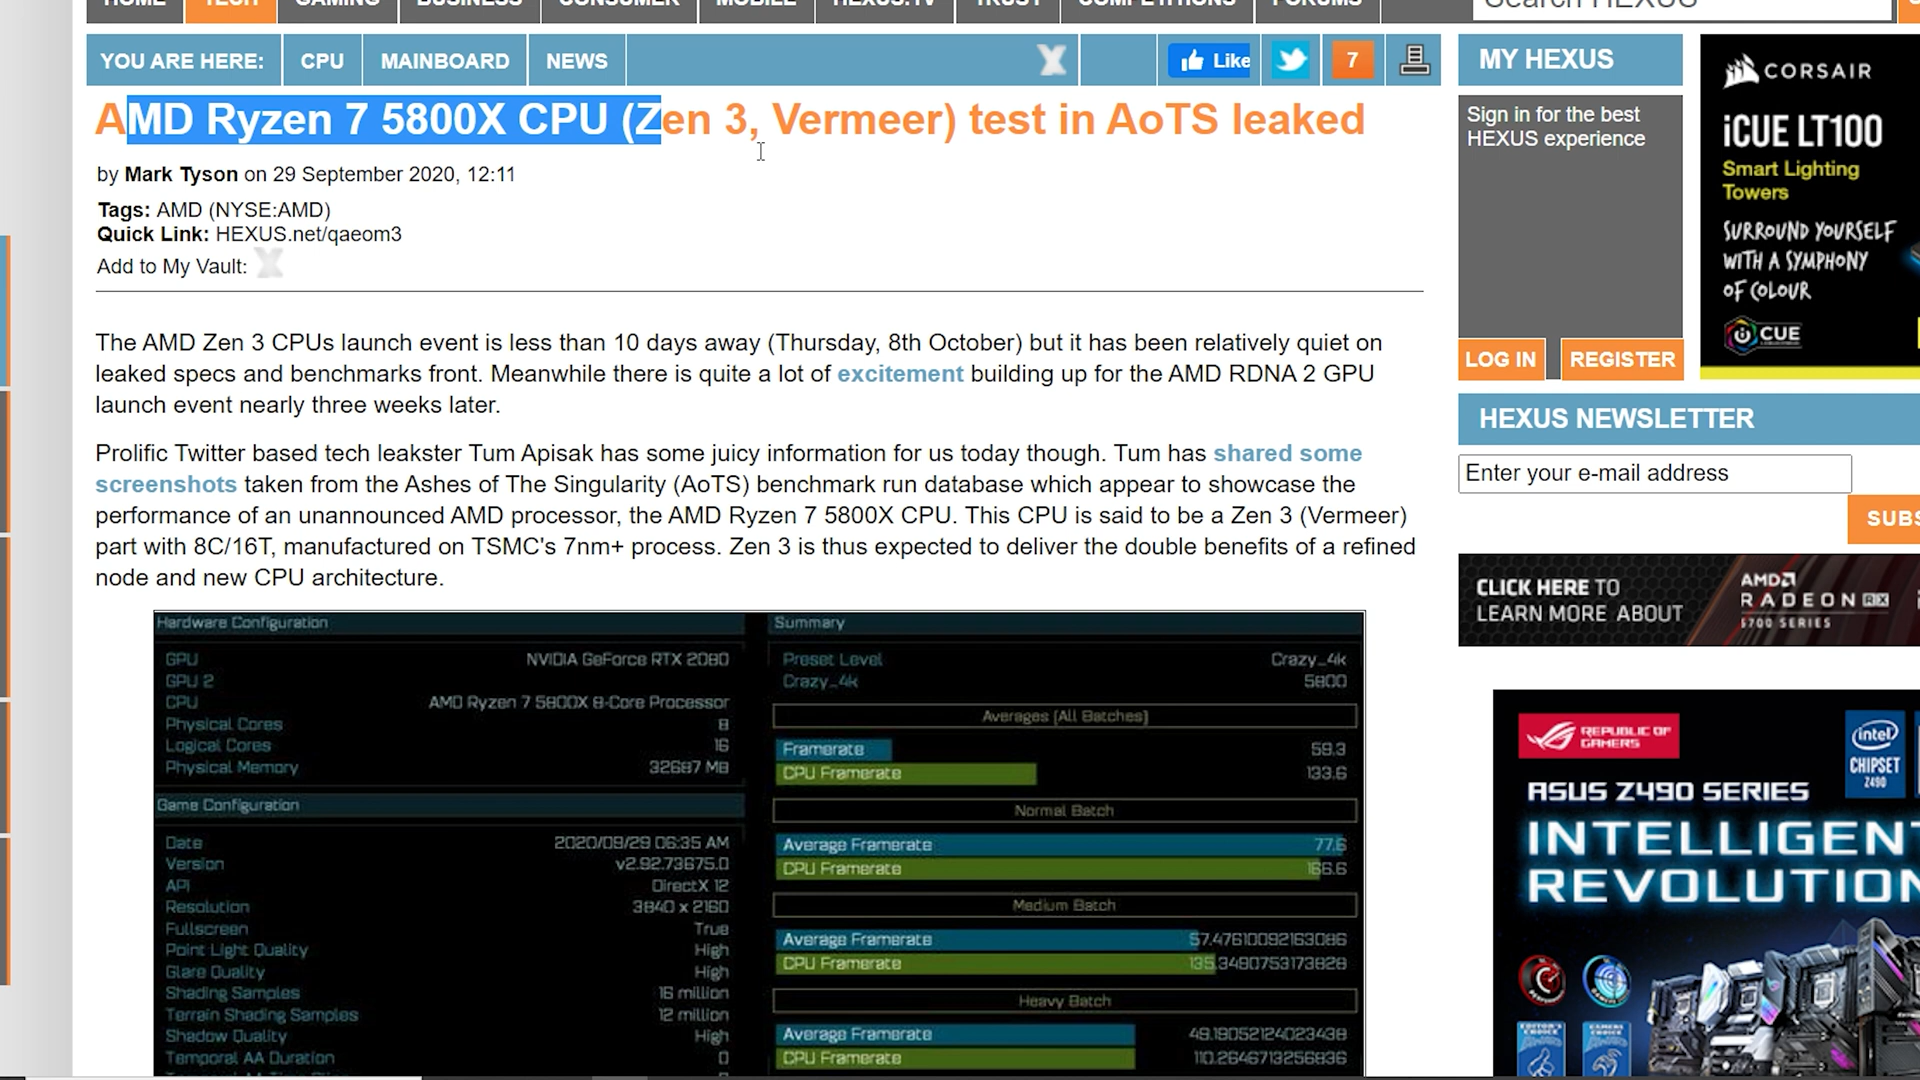 HOME TECH GAMING BUSINESS CONSUMER MOBILE HEXUS.TV TRUST COMPETITIONS FORUMS Search HEXUS
YOU ARE HERE: CPU MAINBOARD NEWS Like 7
AMD Ryzen 7 5800X CPU (Zen 3, Vermeer) test in AoTS leaked
by Mark Tyson on 29 September 2020, 12:11
Tags: AMD (NYSE:AMD)
Quick Link: HEXUS.net/qaeom3
Add to My Vault:
The AMD Zen 3 CPUs launch event is less than 10 days away (Thursday, 8th October) but it has been relatively quiet on
leaked specs and benchmarks front. Meanwhile there is quite a lot of excitement building up for the AMD RDNA 2 GPU
launch event nearly three weeks later.
Prolific Twitter based tech leakster Tum Apisak has some juicy information for us today though. Tum has shared some
screenshots taken from the Ashes of The Singularity (AoTS) benchmark run database which appear to showcase the
performance of an unannounced AMD processor, the AMD Ryzen 7 5800X CPU. This CPU is said to be a Zen 3 (Vermeer)
part with 8C/16T, manufactured on TSMC's 7nm+ process. Zen 3 is thus expected to deliver the double benefits of a refined
node and new CPU architecture.
Hardware Configuration
GPU NVIDIA GeForce RTX 2080
GPU 2
CPU AMD Ryzen 7 5800X 8-Core Processor
Physical Cores 8
Logical Cores 16
Physical Memory 32687 MB
Game Configuration
Date 2020/09/29 06:35 AM
Version v2.92.73675.0
API DirectX 12
Resolution 3840 x 2160
Fullscreen True
Point Light Quality High
Glare Quality High
Shading Samples 16 million
Terrain Shading Samples 12 million
Shadow Quality High
Temporal AA Duration 0
Summary
Preset Level Crazy_4k
Crazy_4k 5800
Averages (All Batches)
Framerate 59.3
CPU Framerate 133.6
Normal Batch
Average Framerate 77.6
CPU Framerate 166.6
Medium Batch
Average Framerate 57.47610092163086
CPU Framerate 135.3490753173828
Heavy Batch
Average Framerate 49.19052124023438
CPU Framerate 110.2646713256836
MY HEXUS
Sign in for the best
HEXUS experience
LOG IN REGISTER
HEXUS NEWSLETTER
Enter your e-mail address
SUBS
CORSAIR
iCUE LT100
Smart Lighting
Towers
SURROUND YOURSELF
WITH A SYMPHONY
OF COLOUR
iCUE
CLICK HERE TO
LEARN MORE ABOUT
AMD
RADEON RX
5700 SERIES
REPUBLIC OF
GAMERS
intel
CHIPSET
Z490
ASUS Z490 SERIES
INTELLIGENT
REVOLUTION